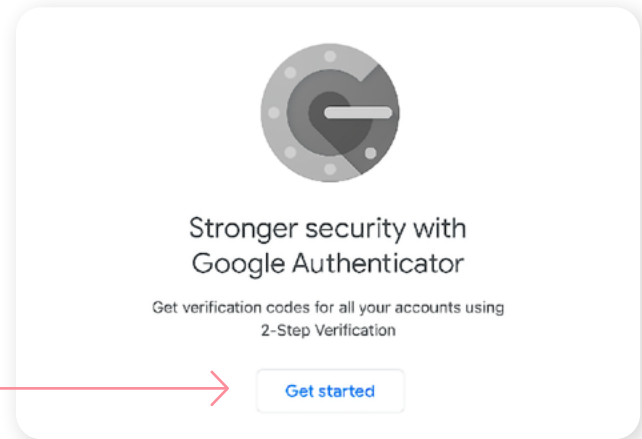 Stronger security with
Google Authenticator
Get verification codes for all your accounts using
2-Step Verification
Get started